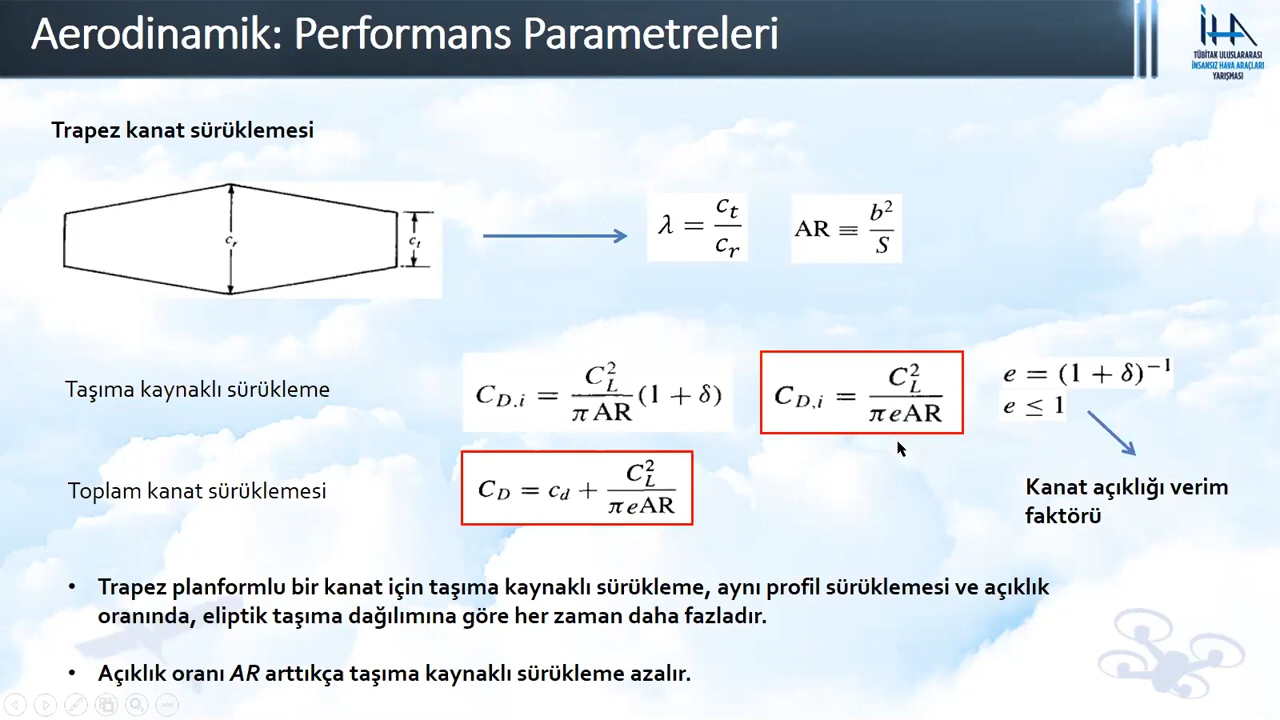 Aerodinamik: Performans Parametreleri
İHA
TÜBİTAK ULUSLARARASI
İNSANSIZ HAVA ARAÇLARI
YARIŞMASI
Trapez kanat sürüklemesi
c_r
c_t
λ = c_t / c_r
AR ≡ b² / S
Taşıma kaynaklı sürükleme
C_{D,i} = C_L² / (π AR) (1 + δ)
C_{D,i} = C_L² / (π e AR)
e = (1 + δ)⁻¹
e ≤ 1
Toplam kanat sürüklemesi
C_D = c_d + C_L² / (π e AR)
Kanat açıklığı verim
faktörü
• Trapez planformlu bir kanat için taşıma kaynaklı sürükleme, aynı profil sürüklemesi ve açıklık
oranında, eliptik taşıma dağılımına göre her zaman daha fazladır.
• Açıklık oranı AR arttıkça taşıma kaynaklı sürükleme azalır.